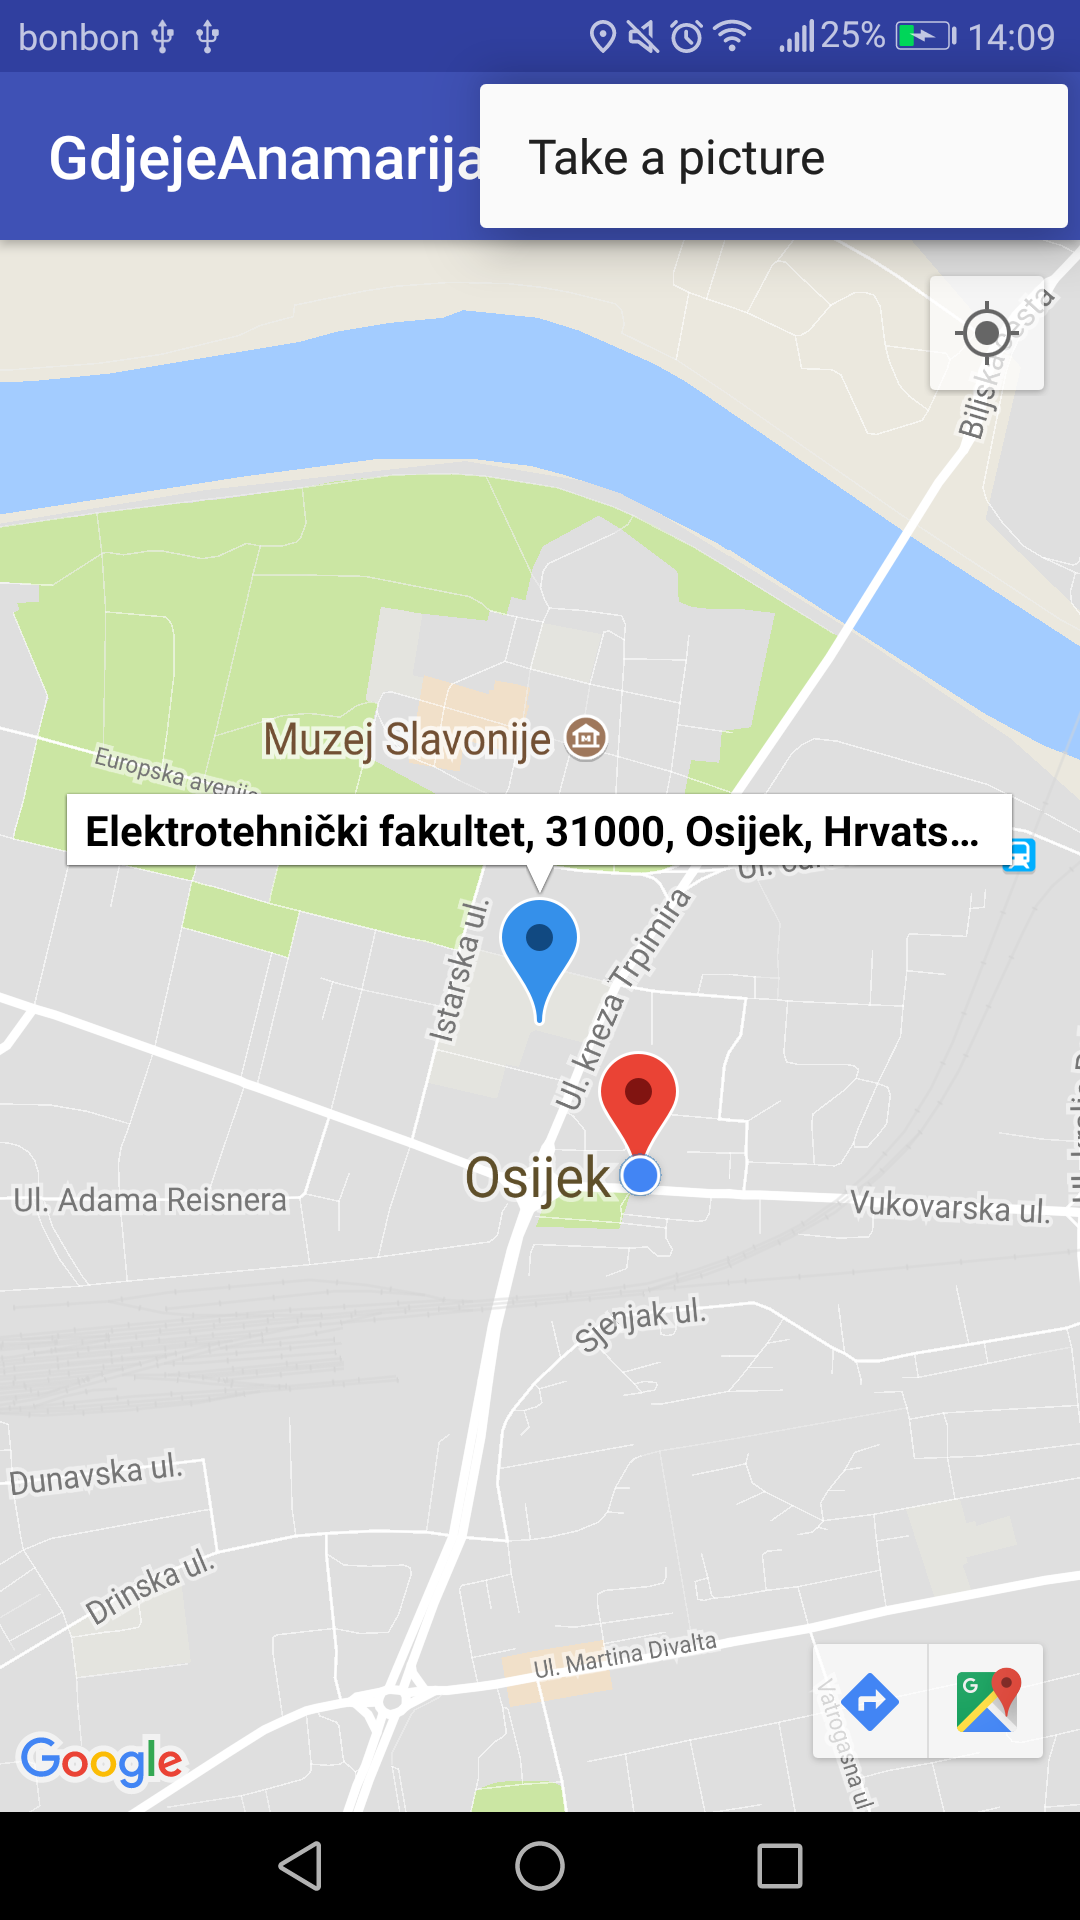 bonbon 25% 14:09
GdjejeAnamarija
Take a picture
Biljska cesta
Muzej Slavonije
Europska avenija
Elektrotehnički fakultet, 31000, Osijek, Hrvats...
Istarska ul.
Ul. kneza Trpimira
Osijek
Ul. Adama Reisnera
Vukovarska ul.
Sjenjak ul.
Dunavska ul.
Drinska ul.
Ul. Martina Divalta
Vatrogasna ul.
Google